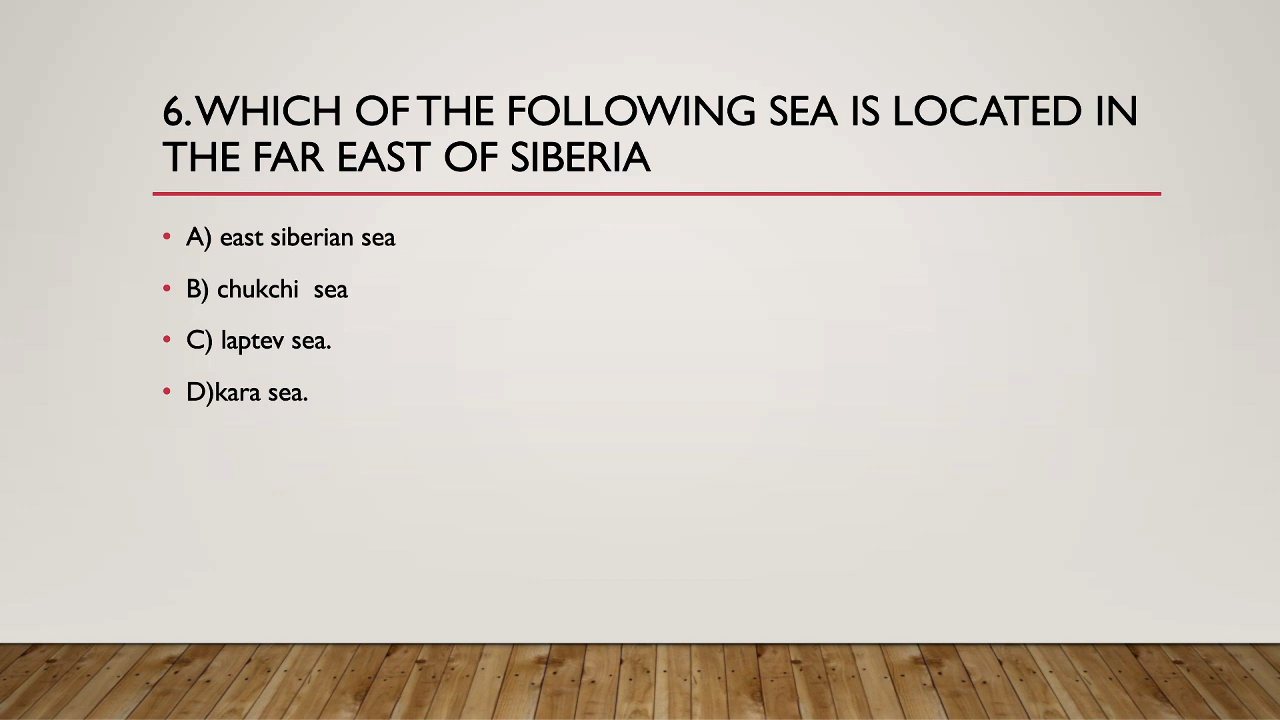 6. WHICH OF THE FOLLOWING SEA IS LOCATED IN
THE FAR EAST OF SIBERIA
• A) east siberian sea
• B) chukchi  sea
• C) laptev sea.
• D)kara sea.